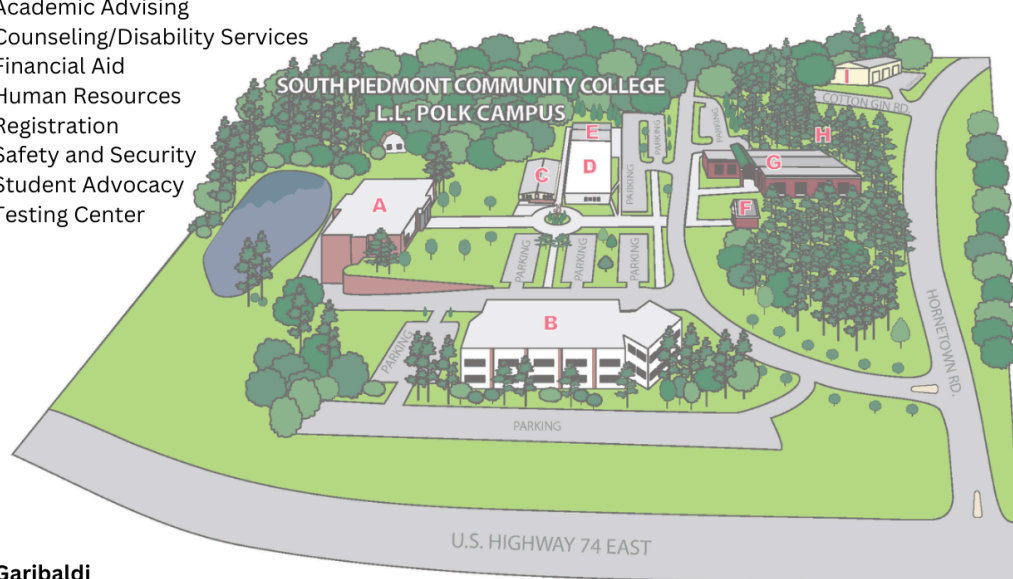 Academic Advising
Counseling/Disability Services
Financial Aid
Human Resources
Registration
Safety and Security
Student Advocacy
Testing Center
SOUTH PIEDMONT COMMUNITY COLLEGE
L.L. POLK CAMPUS
I
COTTON GIN RD.
H
E
PARKING
PARKING
G
D
C
PARKING
A
F
PARKING
PARKING
PARKING
HORNETOWN RD.
B
PARKING
PARKING
U.S. HIGHWAY 74 EAST
Garibaldi